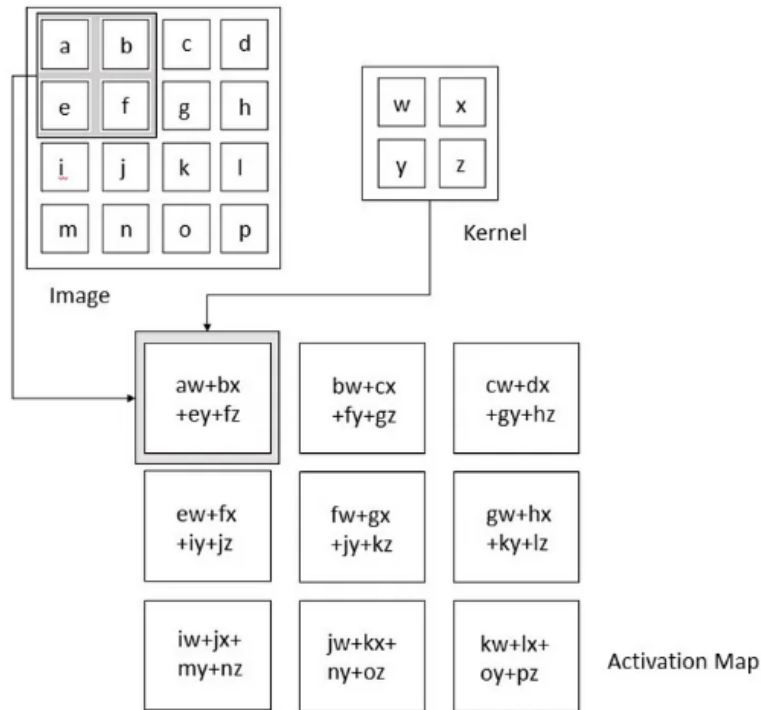 a b c d
e f g h
i j k l
m n o p
Image
w x
y z
Kernel
aw+bx
+ey+fz
bw+cx
+fy+gz
cw+dx
+gy+hz
ew+fx
+iy+jz
fw+gx
+jy+kz
gw+hx
+ky+lz
iw+jx+
my+nz
jw+kx+
ny+oz
kw+lx+
oy+pz
Activation Map